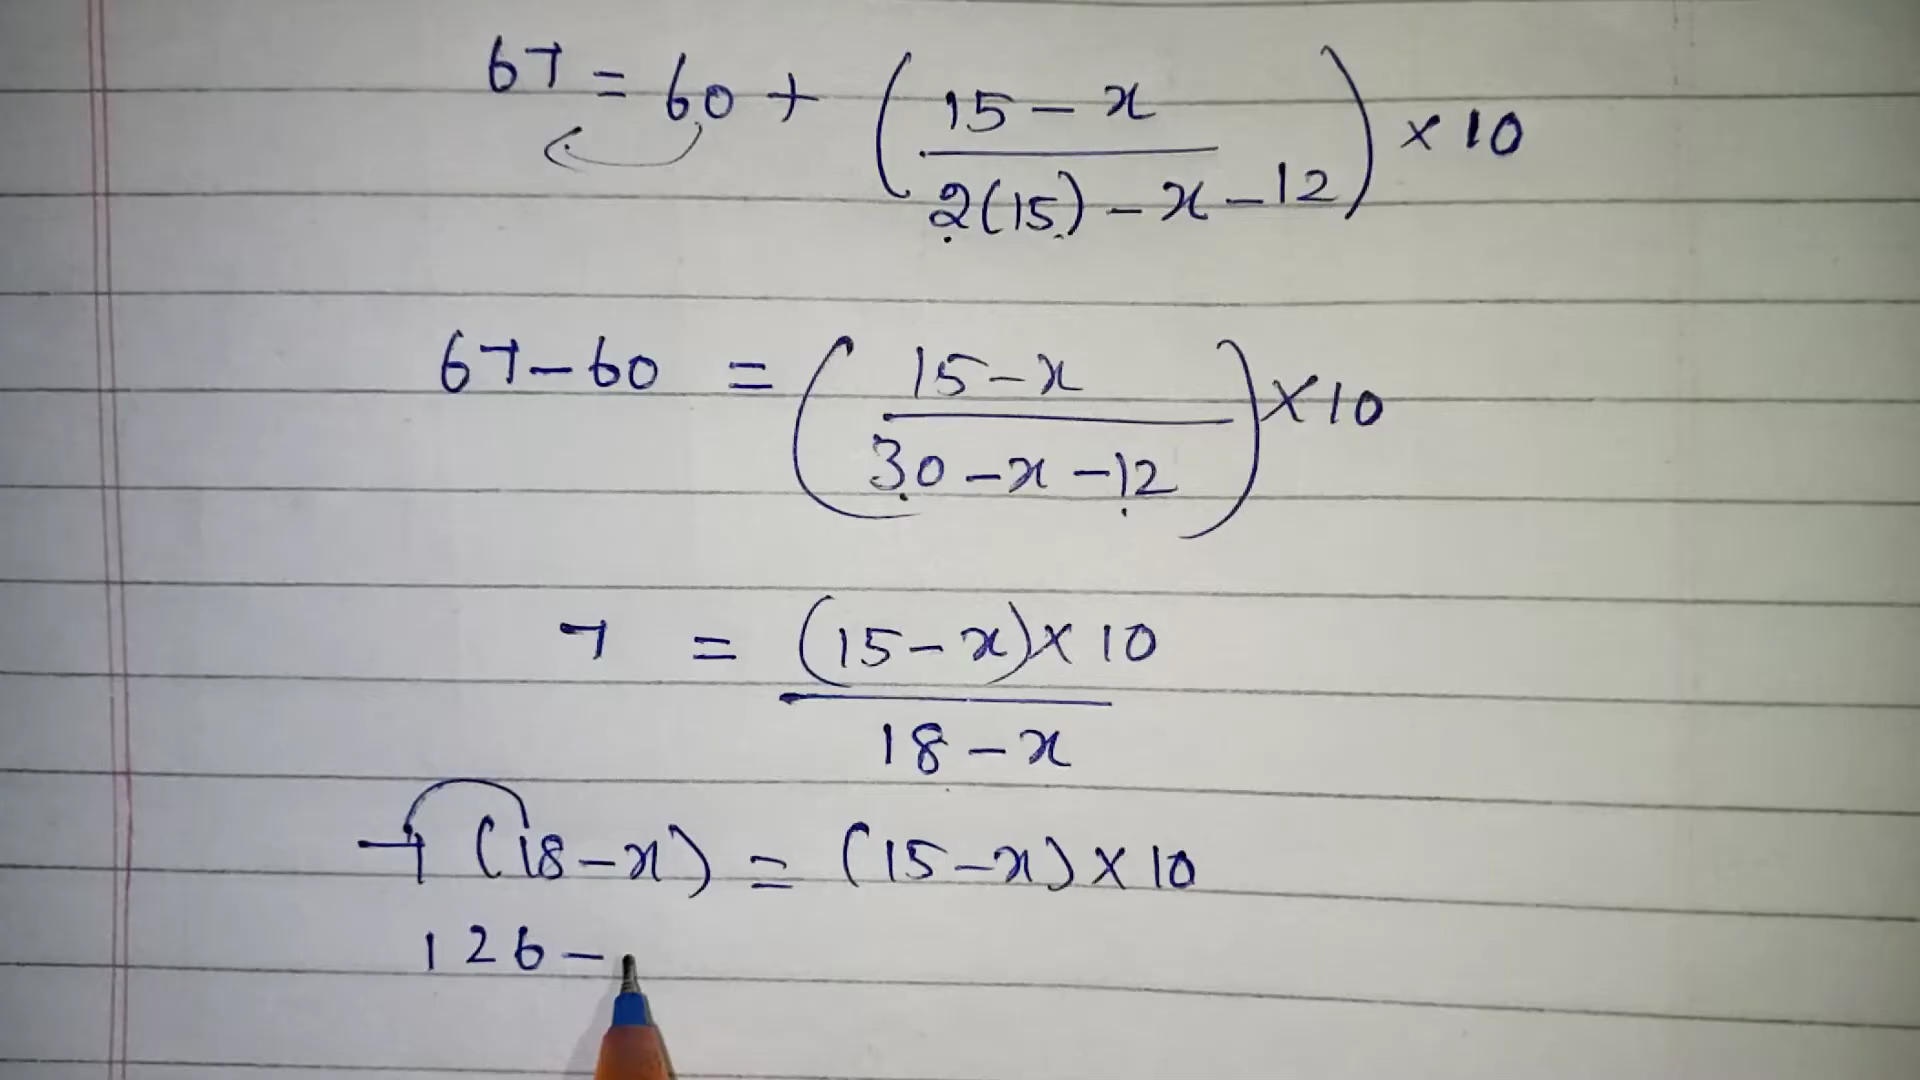 67 = 60 + ( (15 - x) / (2(15) - x - 12) ) × 10
67 - 60 = ( (15 - x) / (30 - x - 12) ) × 10
7 = (15 - x) × 10 / (18 - x)
7 (18 - x) = (15 - x) × 10
126 -